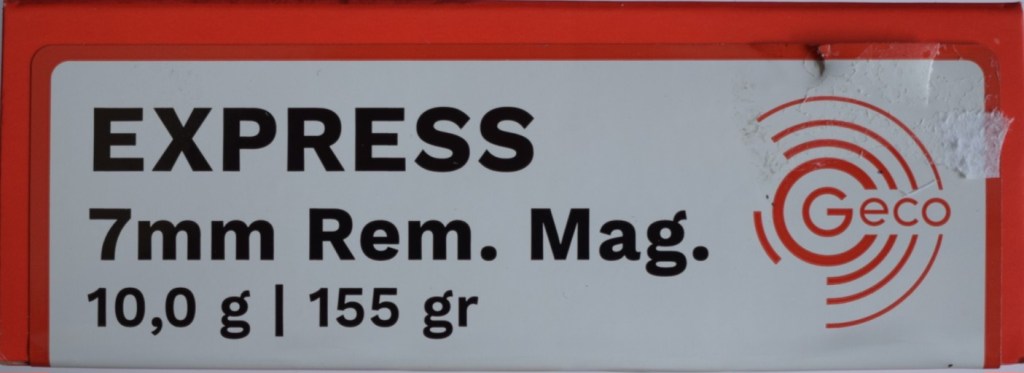 EXPRESS
7mm Rem. Mag.
10,0 g | 155 gr
Geco